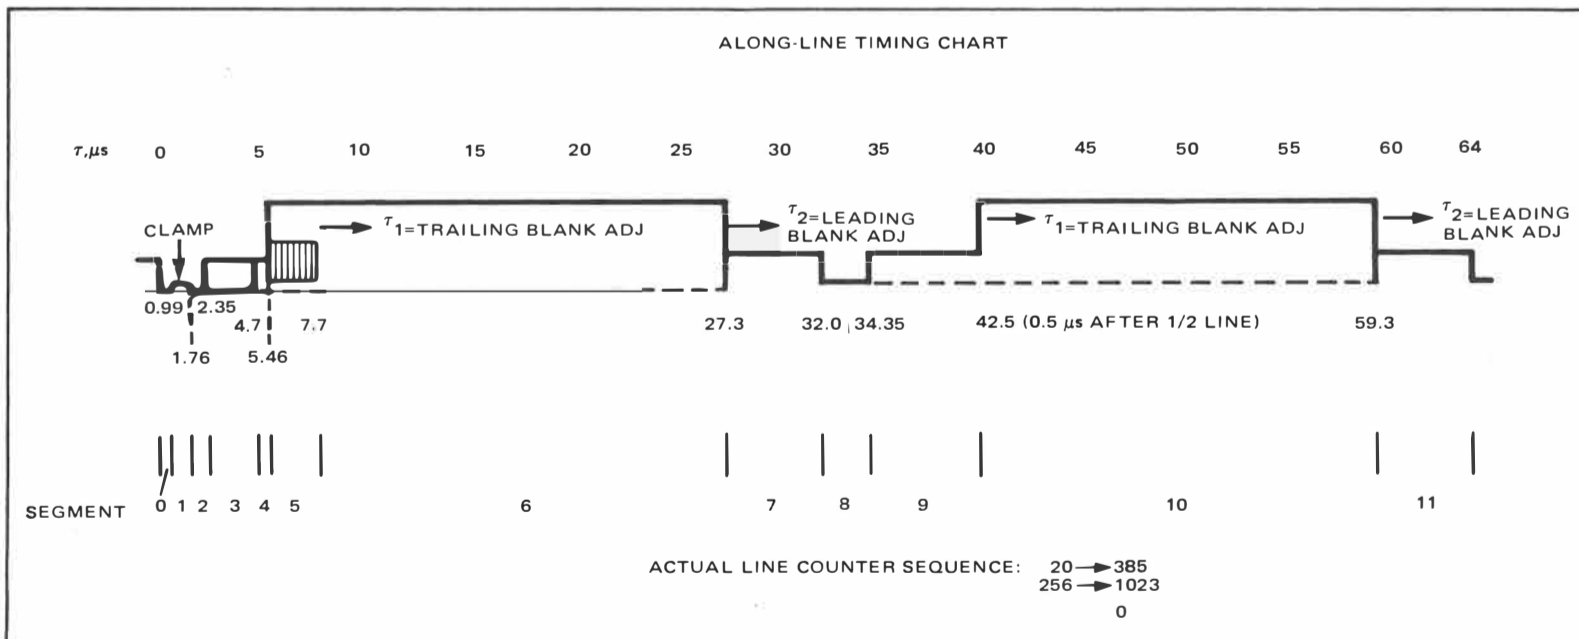 ALONG-LINE TIMING CHART
τ,μs 0 5 10 15 20 25 30 35 40 45 50 55 60 64
CLAMP
τ1=TRAILING BLANK ADJ
τ2=LEADING
BLANK ADJ
τ1=TRAILING BLANK ADJ
τ2=LEADING
BLANK ADJ
0.99 2.35
4.7 7.7 27.3 32.0 34.35 42.5 (0.5 μs AFTER 1/2 LINE) 59.3
1.76 5.46
SEGMENT 0 1 2 3 4 5 6 7 8 9 10 11
ACTUAL LINE COUNTER SEQUENCE: 20→385
256→1023
0